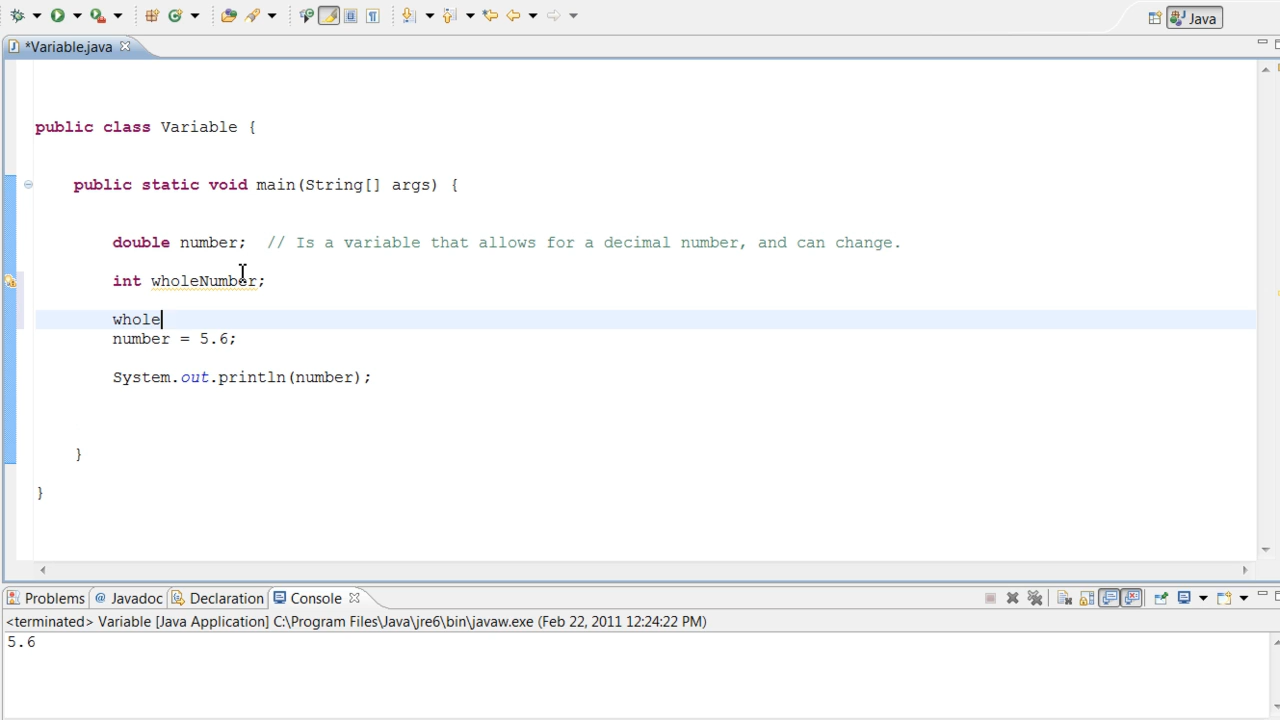 Java
*Variable.java
public class Variable {
public static void main(String[] args) {
double number; // Is a variable that allows for a decimal number, and can change.
int wholeNumber;
whole
number = 5.6;
System.out.println(number);
}
}
Problems @ Javadoc Declaration Console
<terminated> Variable [Java Application] C:\Program Files\Java\jre6\bin\javaw.exe (Feb 22, 2011 12:24:22 PM)
5.6